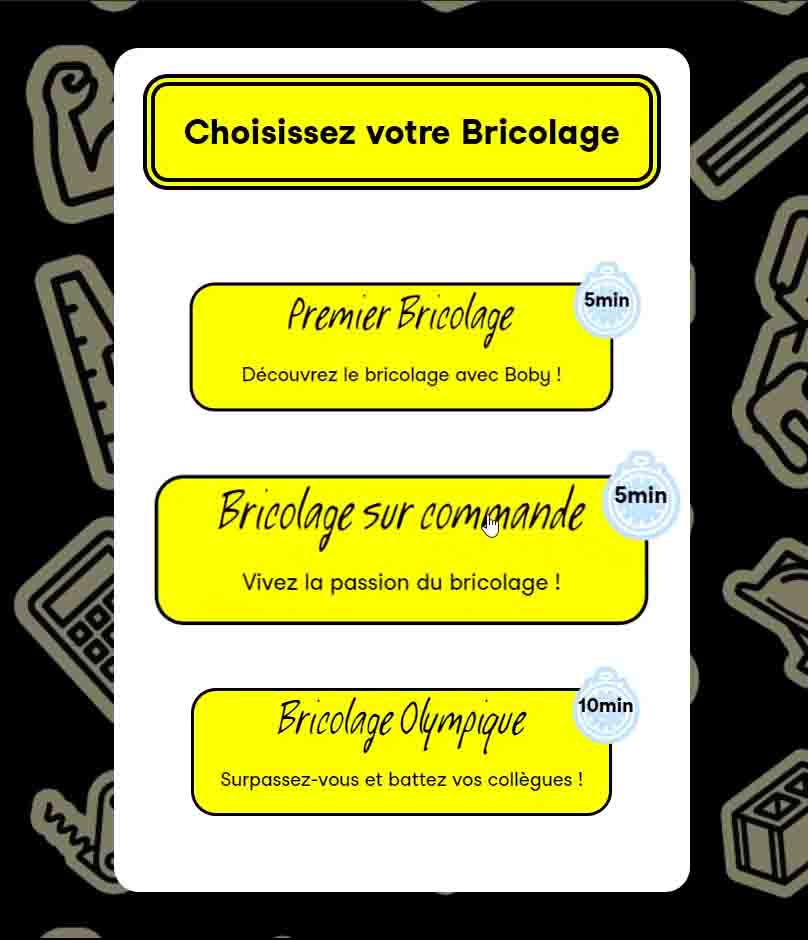 Choisissez votre Bricolage
Premier Bricolage
5min
Découvrez le bricolage avec Boby !
Bricolage sur commande
5min
Vivez la passion du bricolage !
Bricolage Olympique
10min
Surpassez-vous et battez vos collègues !